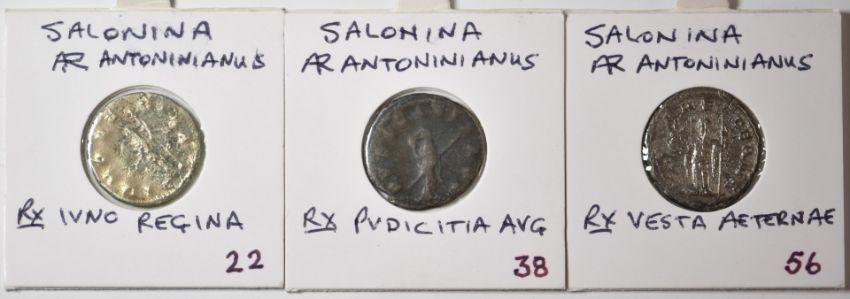 SALONINA
AR ANTONINIANUS
RX IVNO REGINA
22
SALONINA
AR ANTONINIANUS
RX PVDICITIA AVG
38
SALONINA
AR ANTONINIANUS
RX VESTA AETERNAE
56